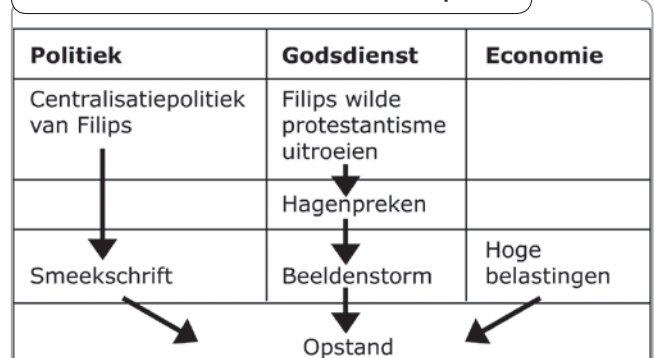 Politiek
Godsdienst
Economie
Centralisatiepolitiek
van Filips
Filips wilde
protestantisme
uitroeien
Hagenpreken
Smeekschrift
Beeldenstorm
Hoge
belastingen
Opstand